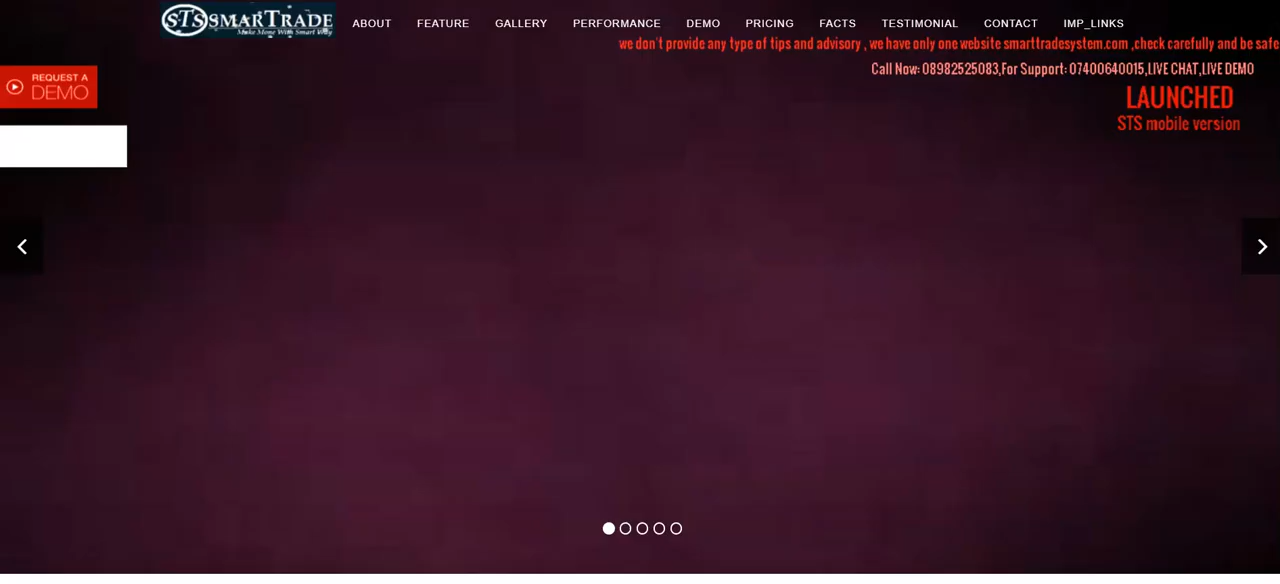 STS SMARTRADE
Make Mone With Smart Way
ABOUT FEATURE GALLERY PERFORMANCE DEMO PRICING FACTS TESTIMONIAL CONTACT IMP_LINKS
we don't provide any type of tips and advisory , we have only one website smarttradesystem.com ,check carefully and be safe
Call Now: 08982525083,For Support: 07400640015,LIVE CHAT,LIVE DEMO
REQUEST A
DEMO
LAUNCHED
STS mobile version